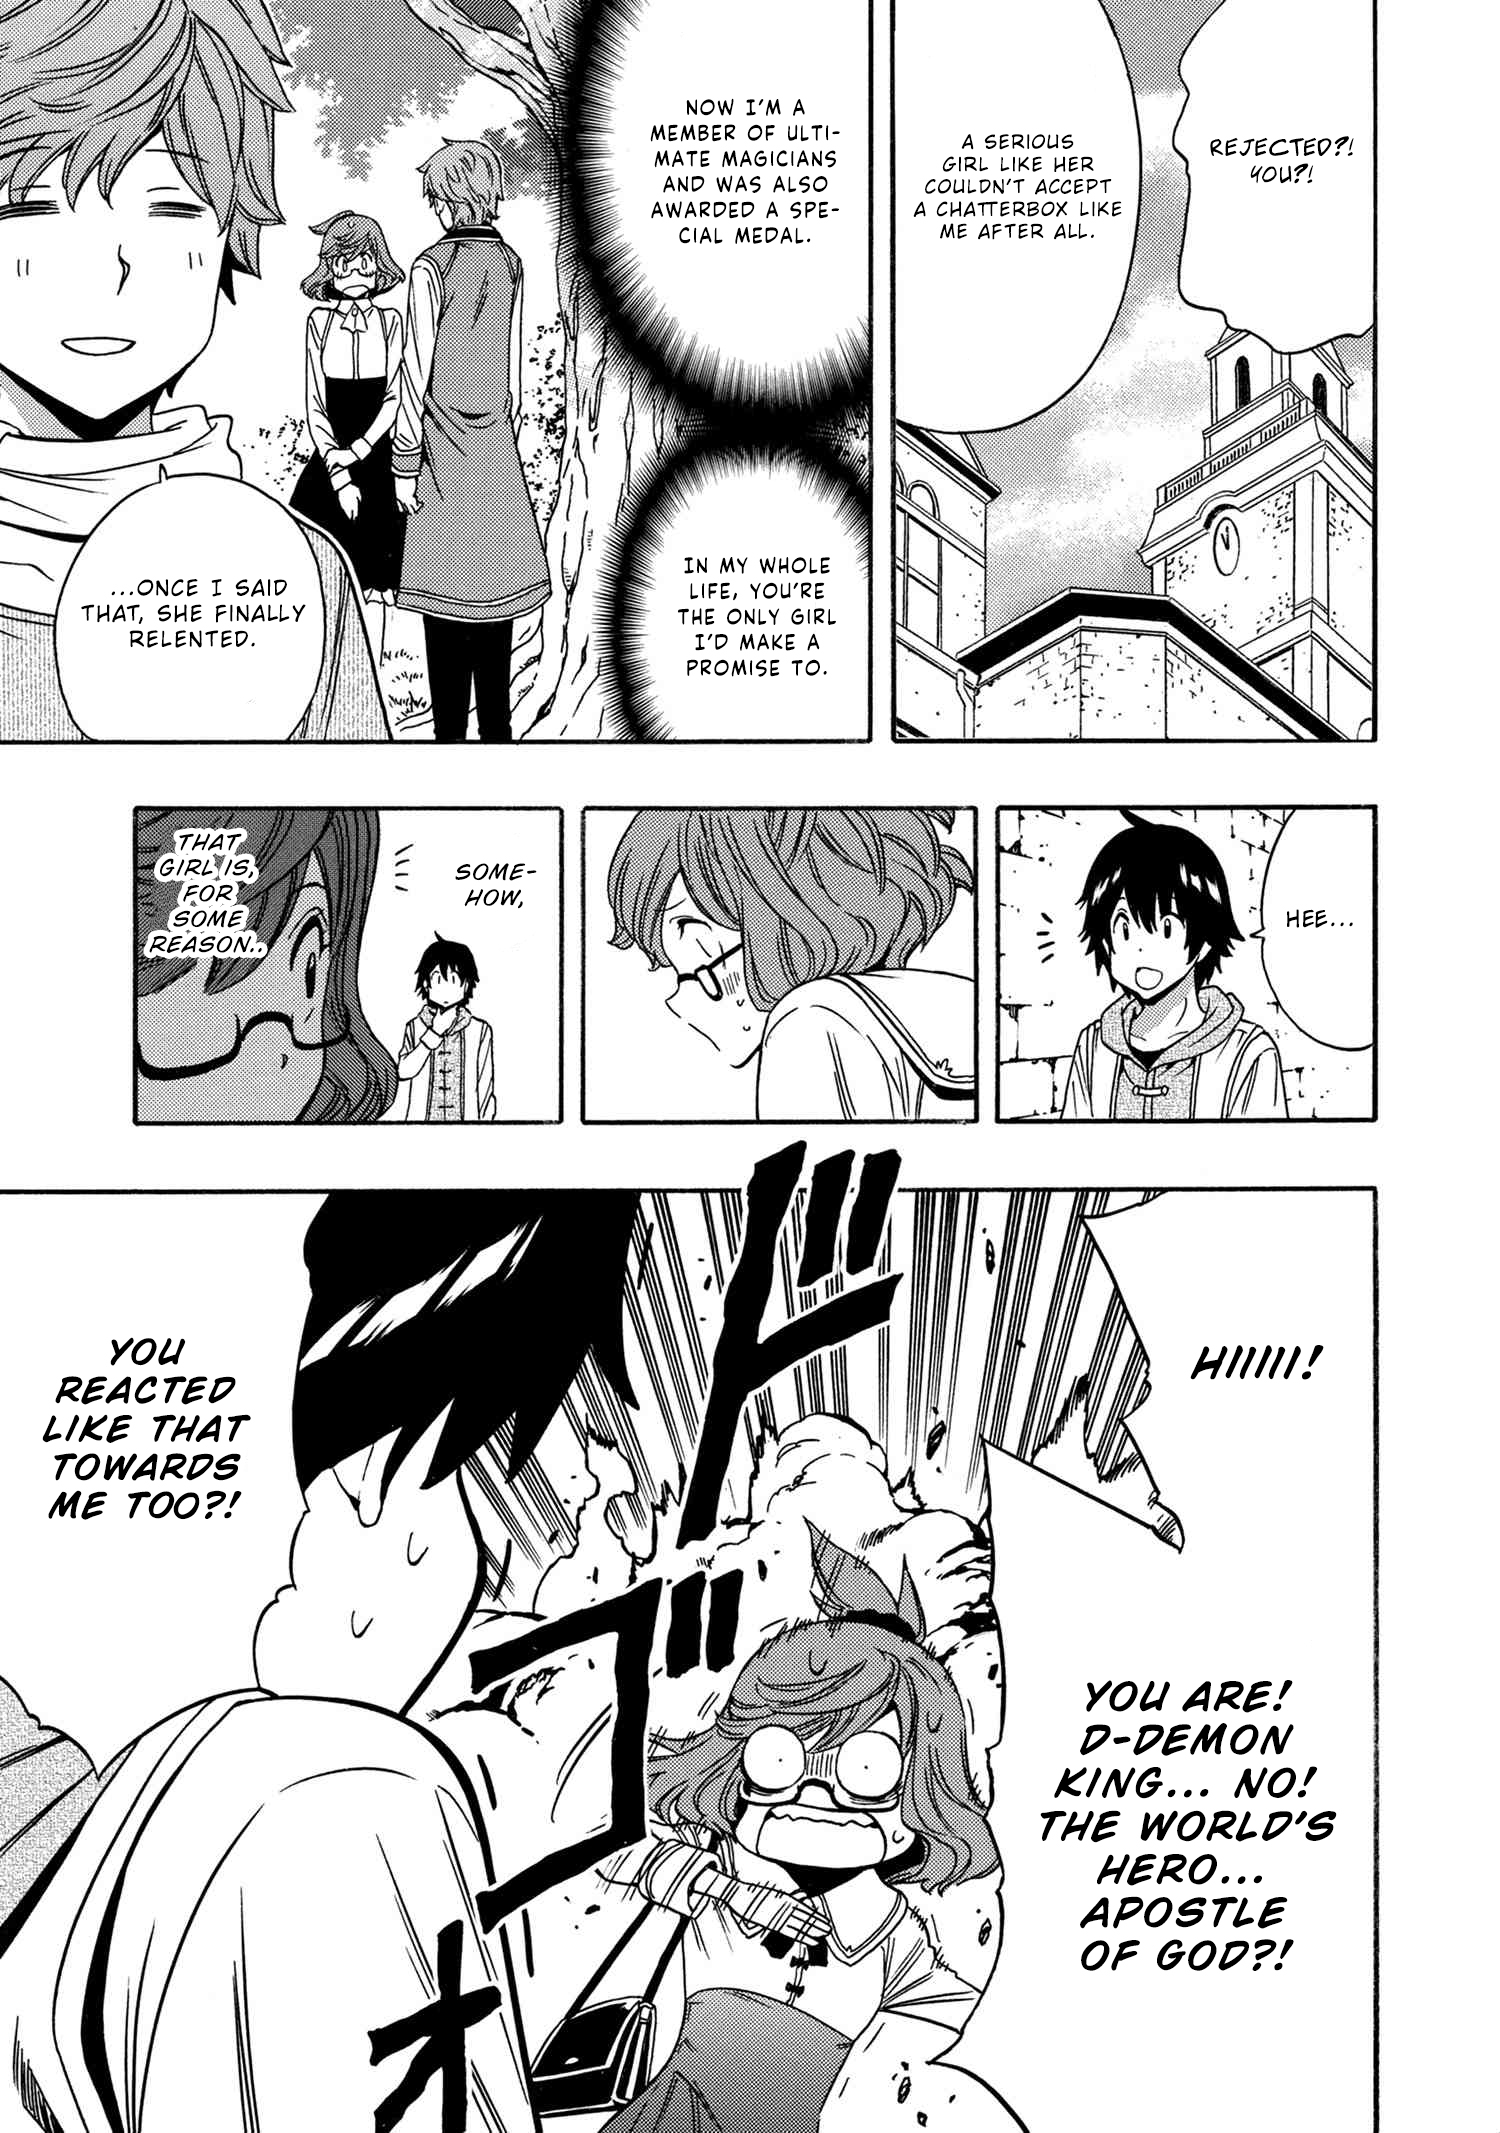 REJECTED?!
YOU?!
A SERIOUS
GIRL LIKE HER
COULDN'T ACCEPT
A CHATTERBOX LIKE
ME AFTER ALL.
NOW I'M A
MEMBER OF ULTI-
MATE MAGICIANS
AND WAS ALSO
AWARDED A SPE-
CIAL MEDAL.
IN MY WHOLE
LIFE, YOU'RE
THE ONLY GIRL
I'D MAKE A
PROMISE TO.
...ONCE I SAID
THAT, SHE FINALLY
RELENTED.
HEE...
SOME-
HOW,
THAT
GIRL IS,
FOR
SOME
REASON..
HIIIII!
YOU ARE!
D-DEMON
KING... NO!
THE WORLD'S
HERO...
APOSTLE
OF GOD?!
ドゴオ
YOU
REACTED
LIKE THAT
TOWARDS
ME TOO?!